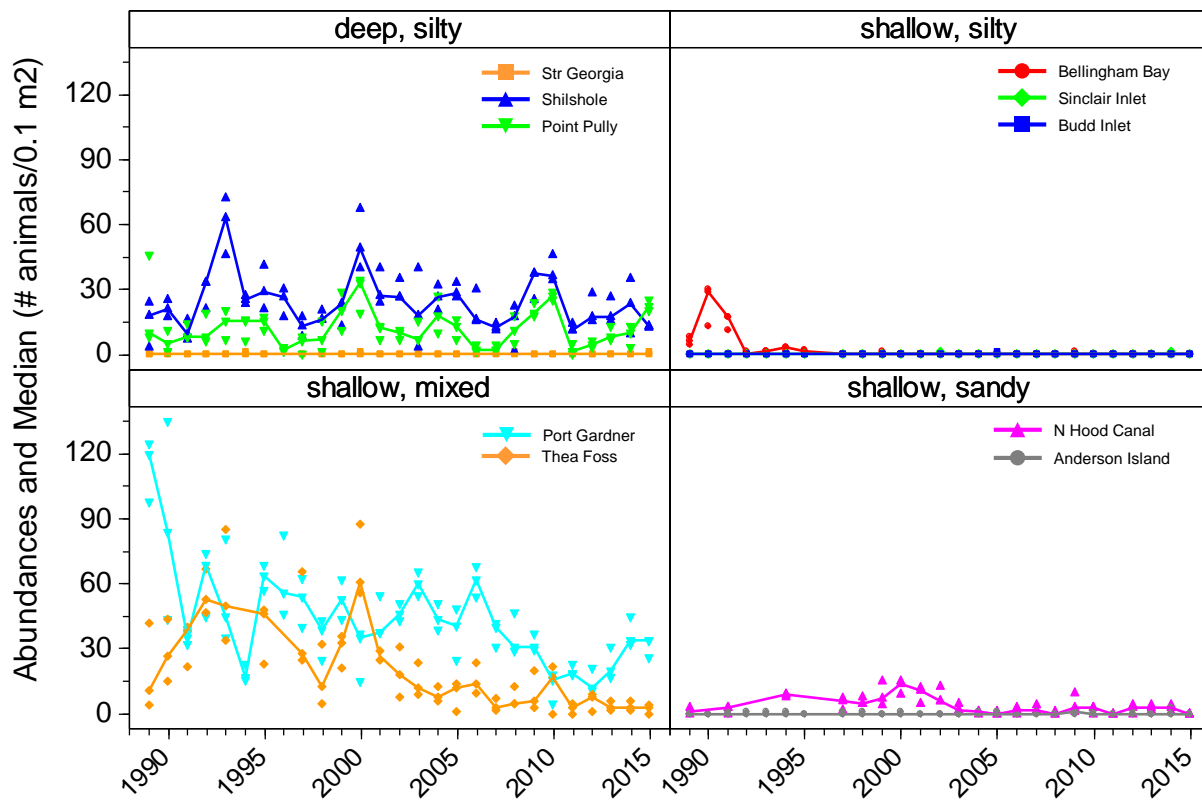 Abundances and Median (# animals/0.1 m2)
deep, silty
Str Georgia
Shilshole
Point Pully
120
90
60
30
0
shallow, silty
Bellingham Bay
Sinclair Inlet
Budd Inlet
shallow, mixed
Port Gardner
Thea Foss
120
90
60
30
0
shallow, sandy
N Hood Canal
Anderson Island
1990 1995 2000 2005 2010 2015 1990 1995 2000 2005 2010 2015